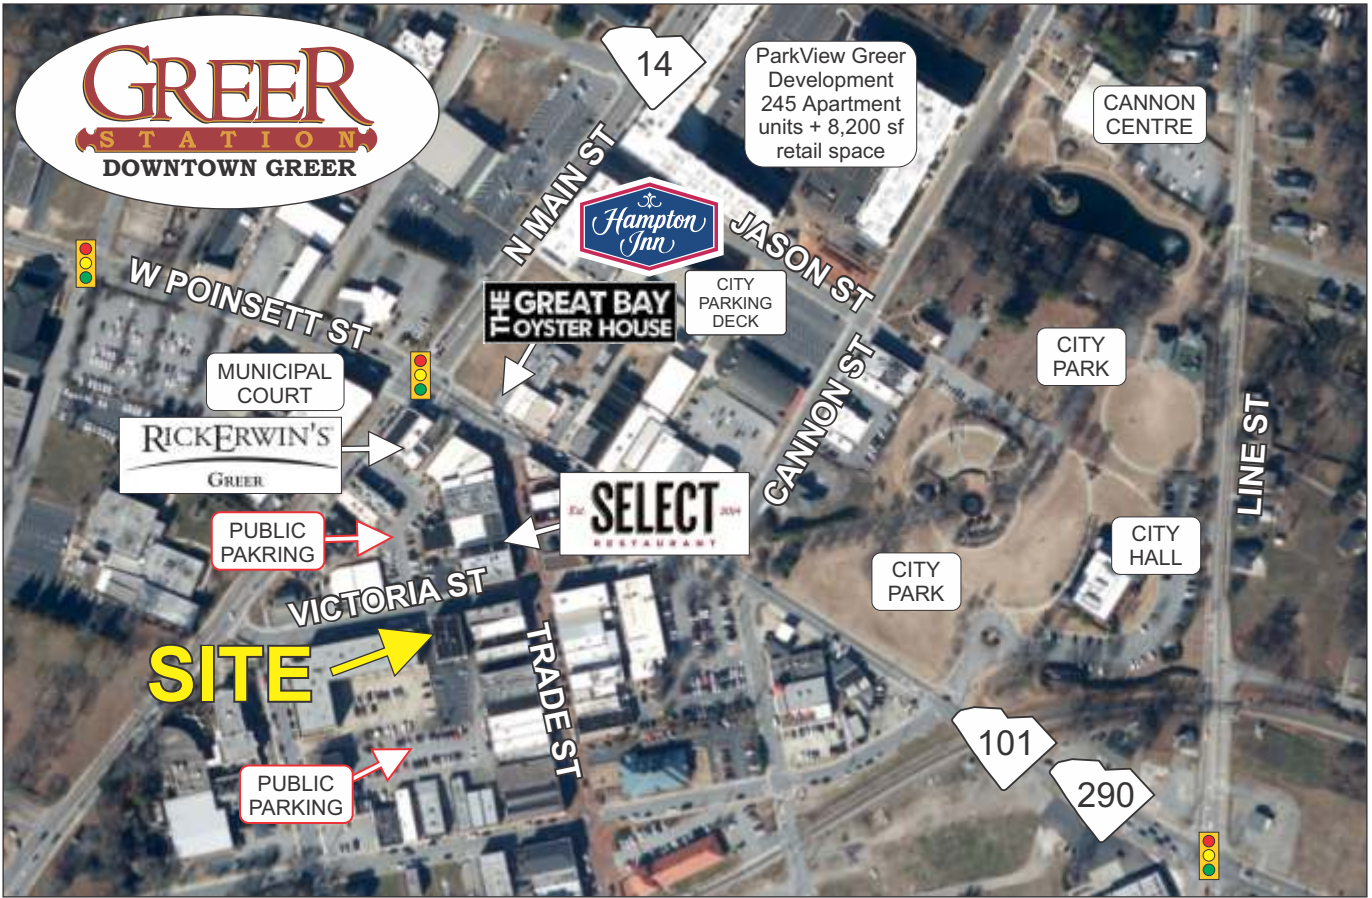 GREER
STATION
DOWNTOWN GREER
14
ParkView Greer
Development
245 Apartment
units + 8,200 sf
retail space
CANNON
CENTRE
N MAIN ST
Hampton
Inn
JASON ST
W POINSETT ST
THE GREAT BAY
OYSTER HOUSE
CITY
PARKING
DECK
CITY
PARK
CANNON ST
MUNICIPAL
COURT
RICKERWIN'S
GREER
LINE ST
Est. SELECT 2014
RESTAURANT
PUBLIC
PAKRING
CITY
HALL
CITY
PARK
VICTORIA ST
SITE
TRADE ST
PUBLIC
PARKING
101
290